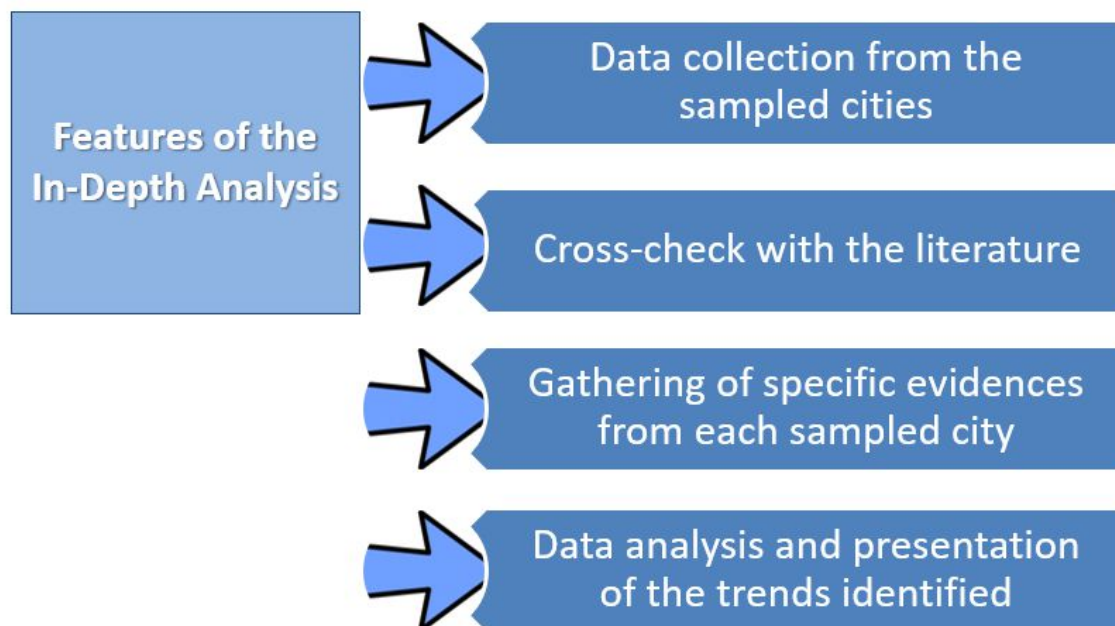 Features of the
In-Depth Analysis
Data collection from the
sampled cities
Cross-check with the literature
Gathering of specific evidences
from each sampled city
Data analysis and presentation
of the trends identified